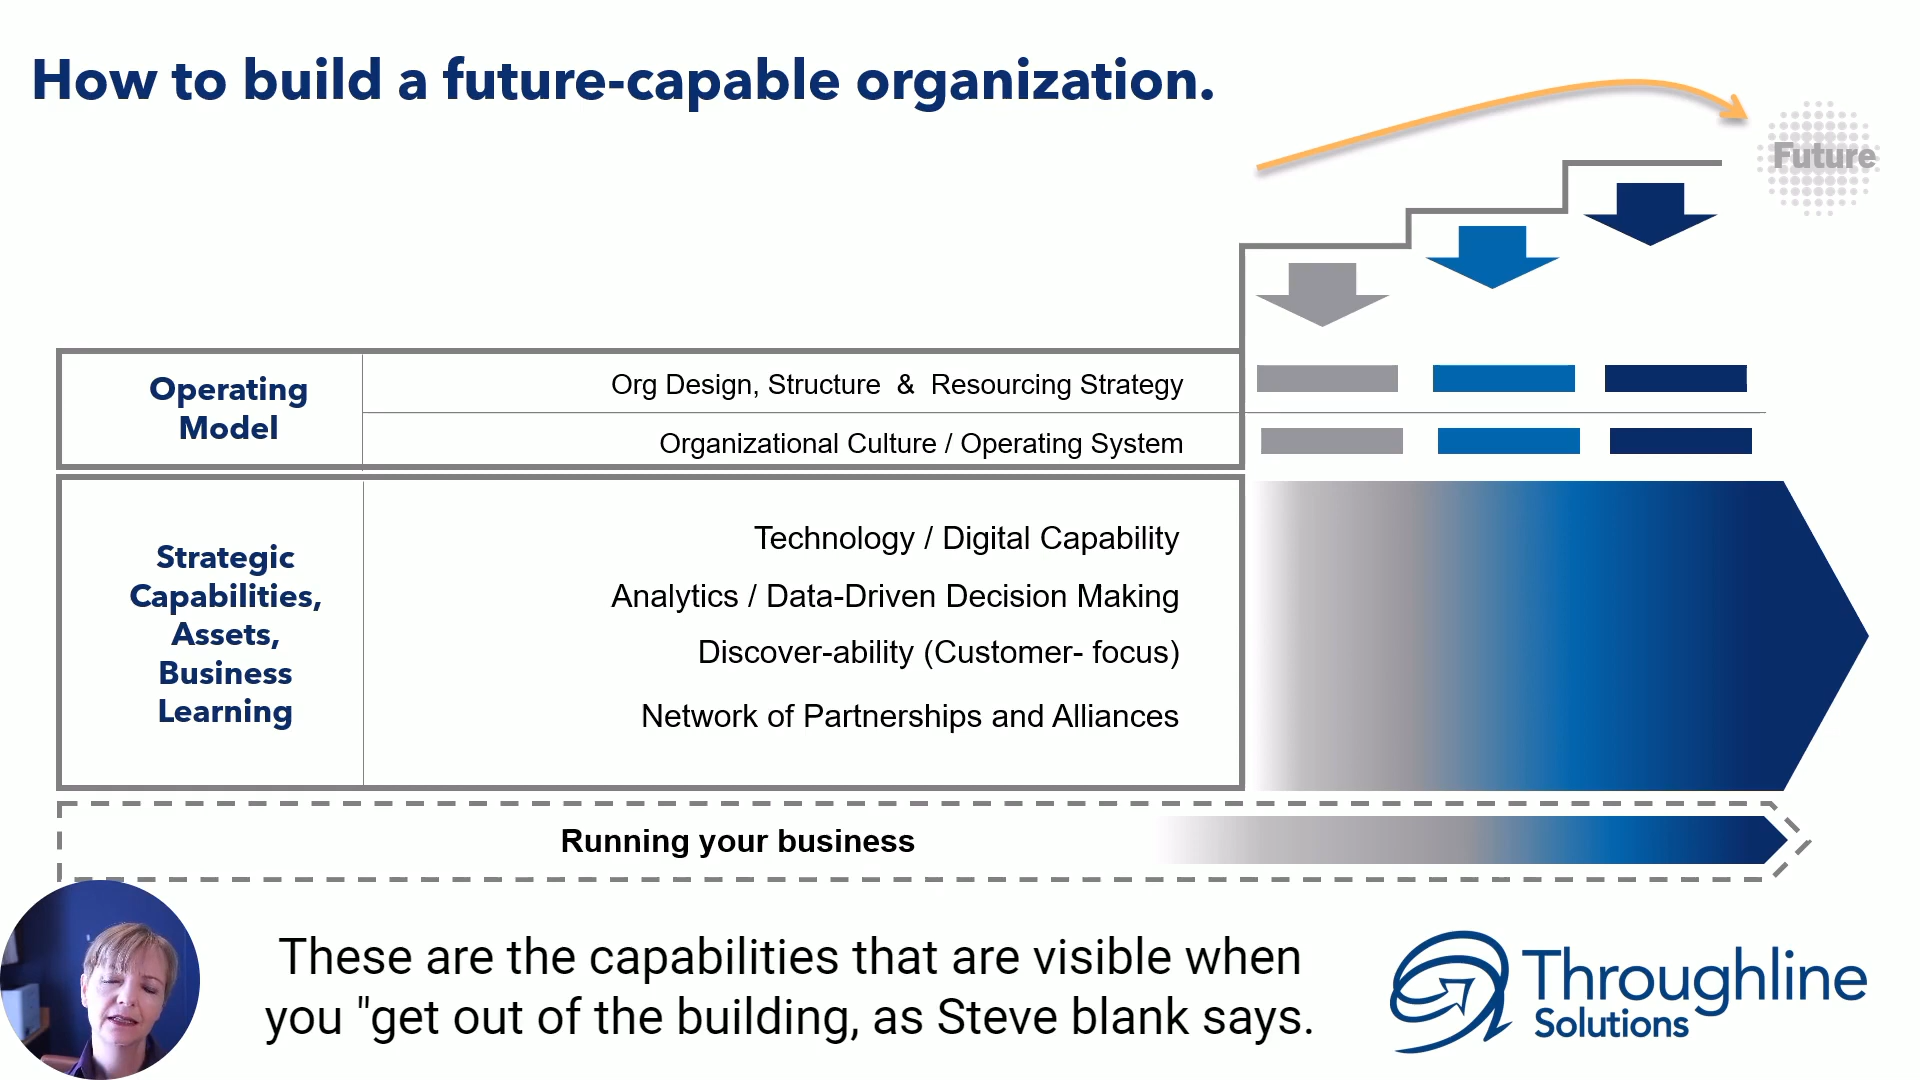 How to build a future-capable organization.
Future
Operating
Model
Org Design, Structure & Resourcing Strategy
Organizational Culture / Operating System
Strategic
Capabilities,
Assets,
Business
Learning
Technology / Digital Capability
Analytics / Data-Driven Decision Making
Discover-ability (Customer- focus)
Network of Partnerships and Alliances
Running your business
These are the capabilities that are visible when
you "get out of the building, as Steve blank says.
Throughline
Solutions